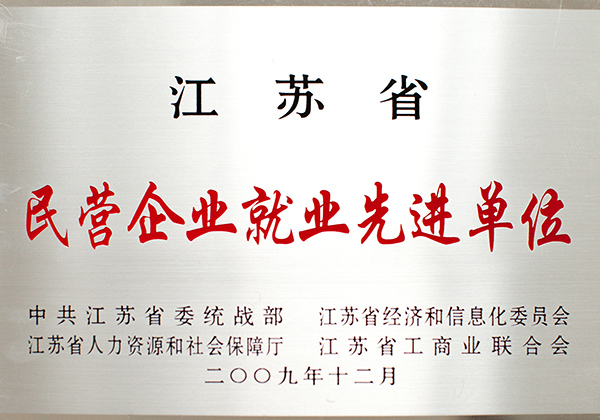 江苏省
民营企业就业先进单位
中共江苏省委统战部 江苏省经济和信息化委员会
江苏省人力资源和社会保障厅 江苏省工商业联合会
二〇〇九年十二月